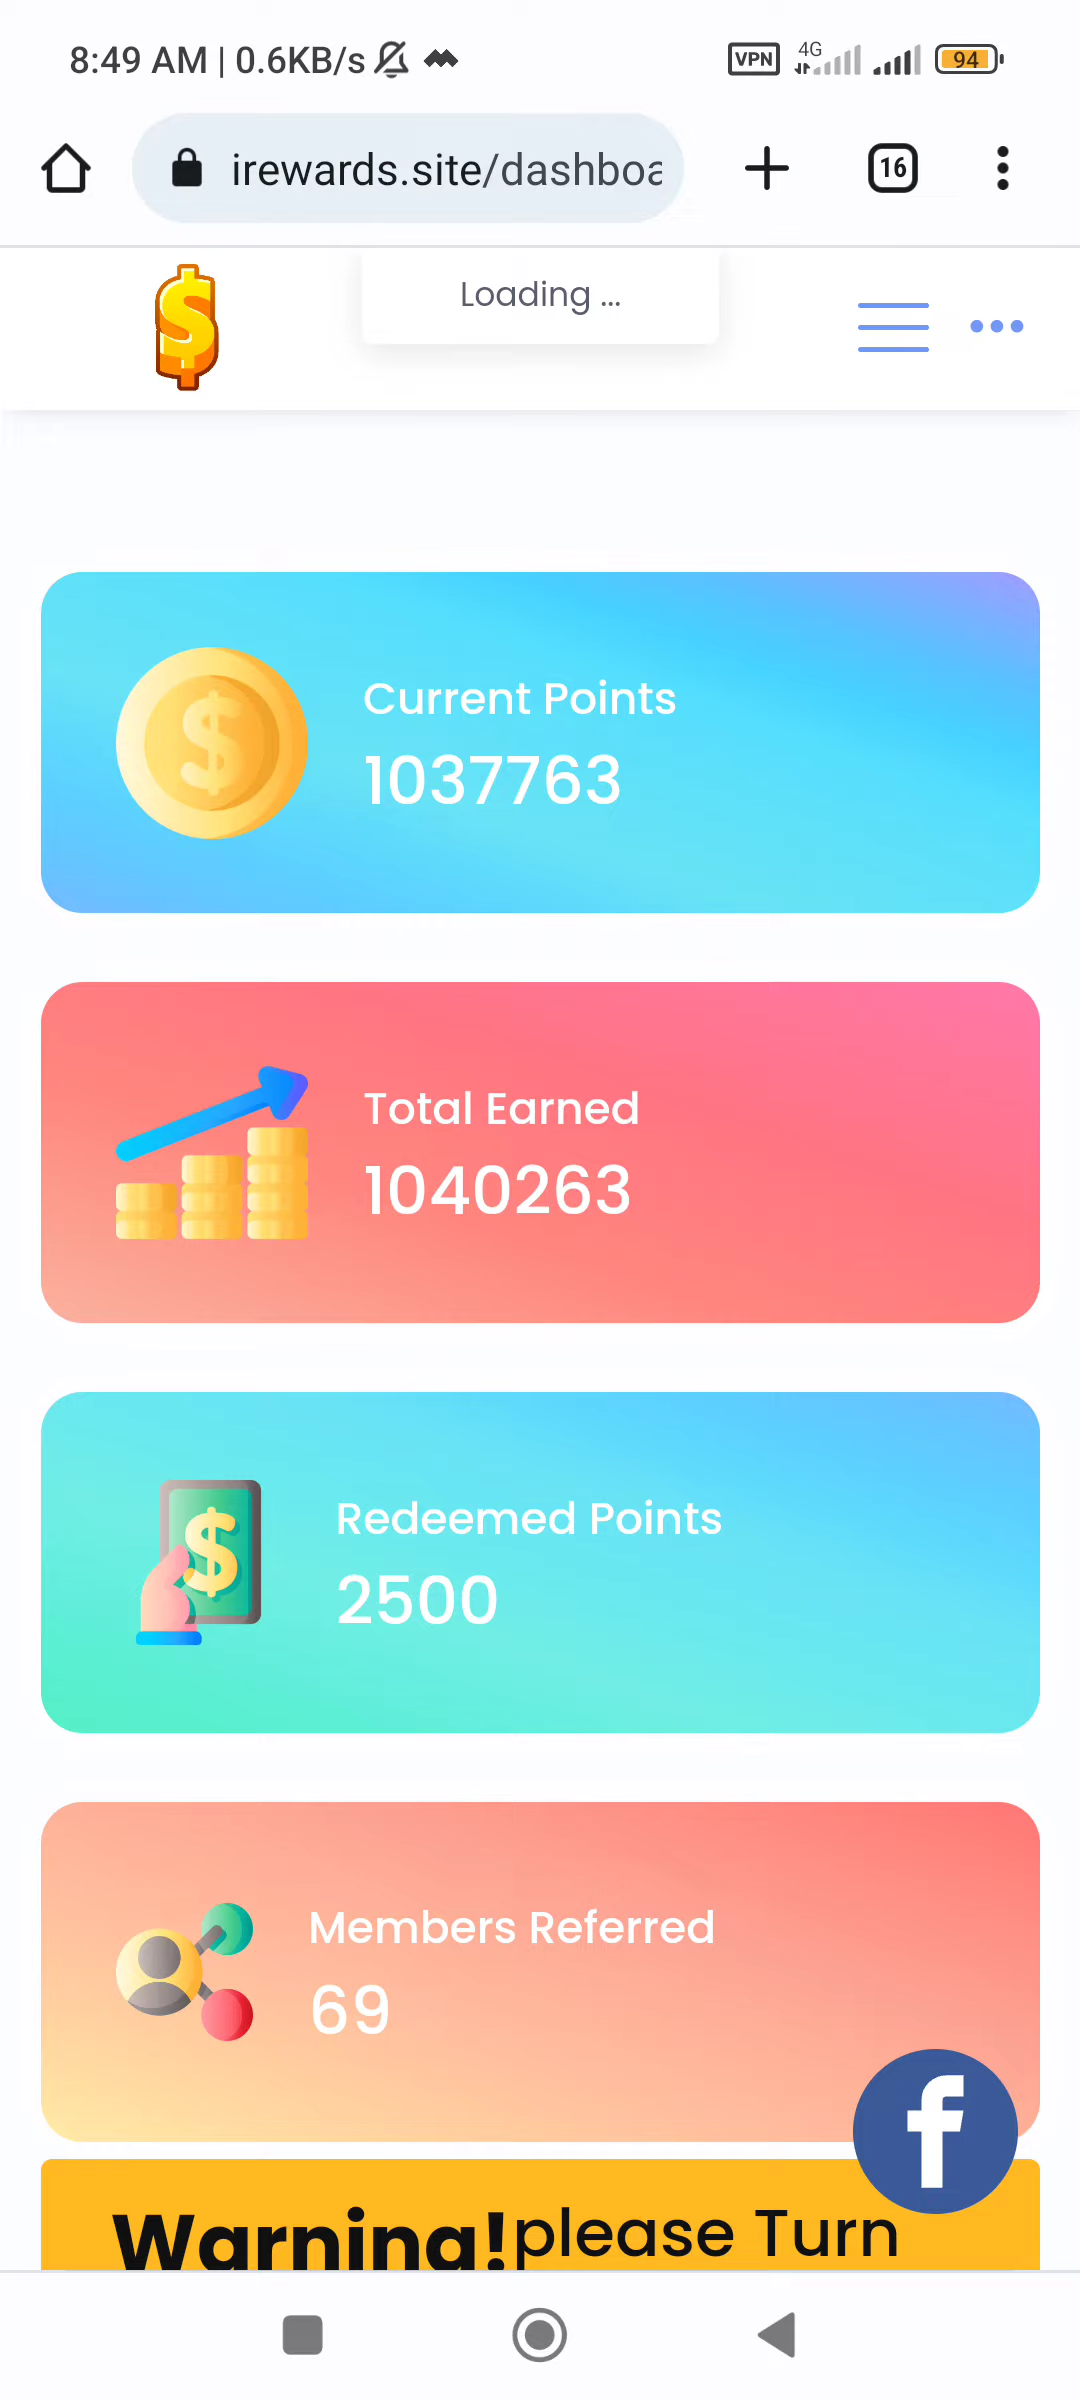 8:49 AM | 0.6KB/s VPN 4G 94
irewards.site/dashboa 16
Loading ...
Current Points
1037763
Total Earned
1040263
Redeemed Points
2500
Members Referred
69
Warning!please Turn